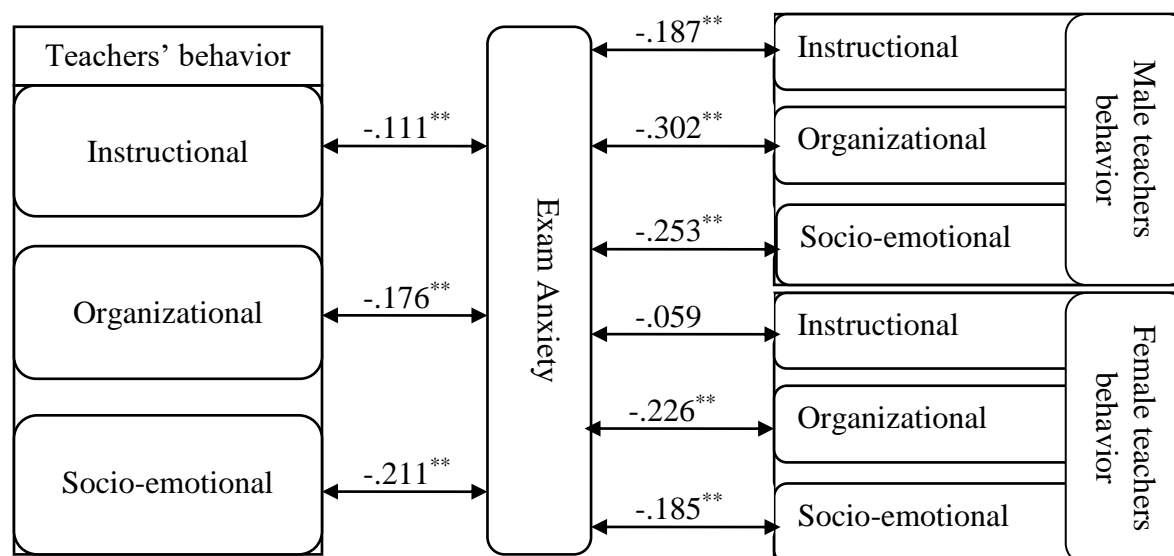 Teachers’ behavior
Instructional
Organizational
Socio-emotional
-.111**
-.176**
-.211**
Exam Anxiety
-.187**
-.302**
-.253**
-.059
-.226**
-.185**
Instructional
Organizational
Socio-emotional
Male teachers
behavior
Instructional
Organizational
Socio-emotional
Female teachers
behavior